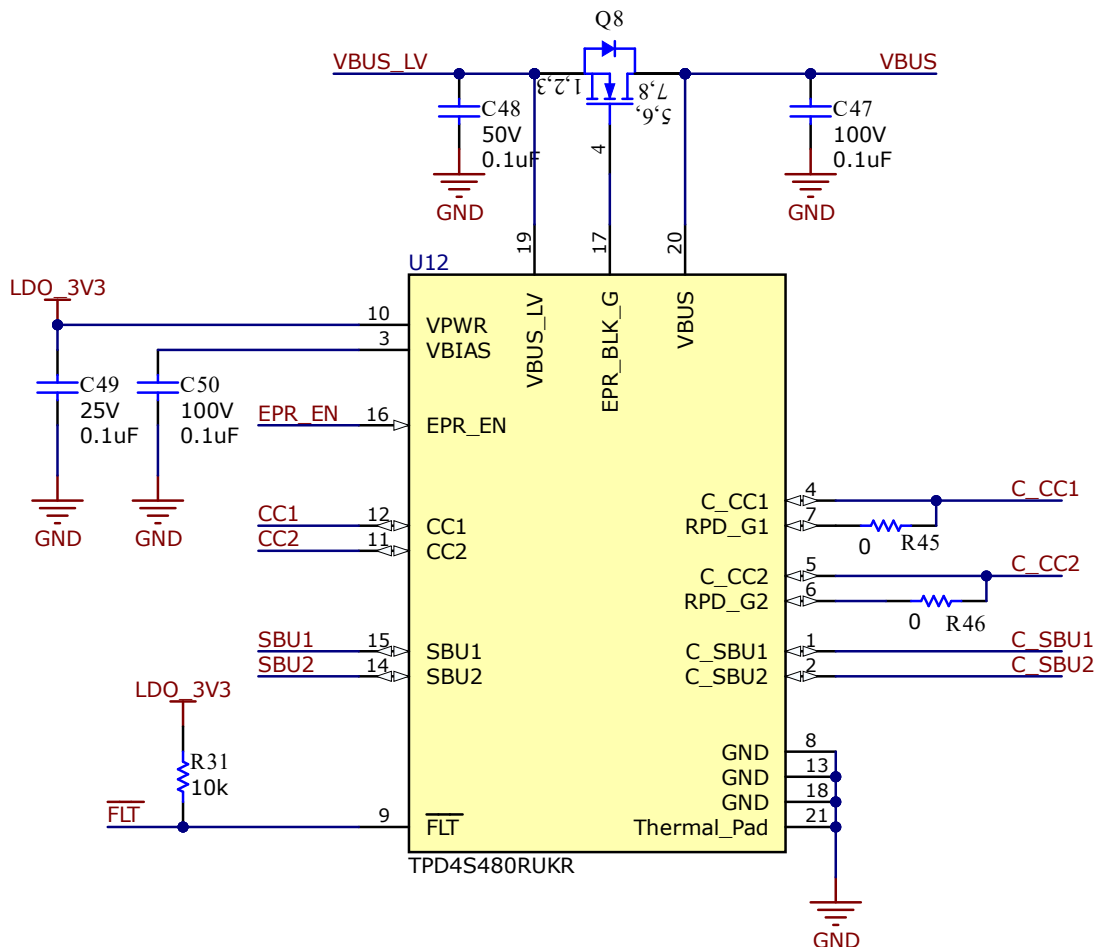 Q8
VBUS_LV
VBUS
1,2,3
5,6,
7,8
4
C48
50V
0.1uF
GND
C47
100V
0.1uF
GND
19
17
20
U12
VBUS_LV
EPR_BLK_G
VBUS
LDO_3V3
10
VPWR
3
VBIAS
C49
25V
0.1uF
GND
C50
100V
0.1uF
GND
EPR_EN
16
EPR_EN
CC1
12
CC1
CC2
11
CC2
SBU1
15
SBU1
SBU2
14
SBU2
LDO_3V3
R31
10k
FLT
9
FLT
C_CC1
4
C_CC1
RPD_G1
7
0
R45
C_CC2
5
C_CC2
RPD_G2
6
0
R46
C_SBU1
1
C_SBU1
C_SBU2
2
C_SBU2
GND
8
GND
13
GND
18
Thermal_Pad
21
GND
TPD4S480RUKR